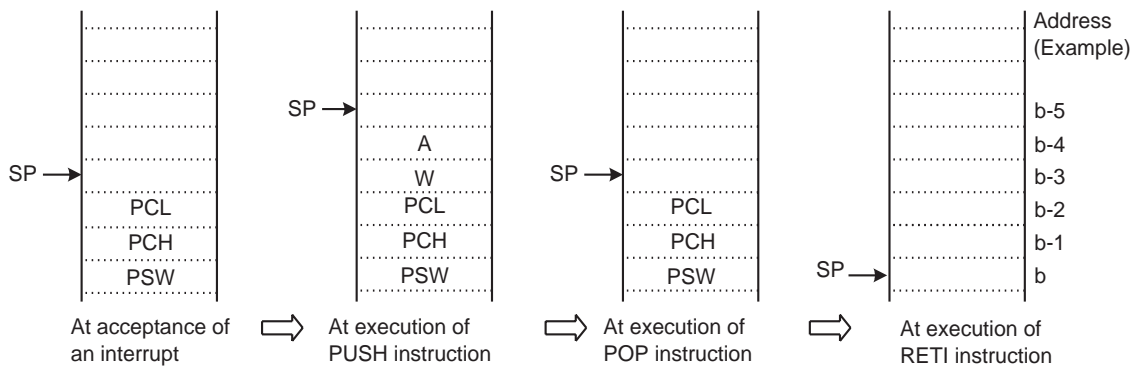 Address
(Example)
SP
b-5
A
b-4
SP
W
SP
b-3
PCL
PCL
PCL
b-2
PCH
PCH
PCH
b-1
PSW
PSW
PSW
SP
b
At acceptance of
an interrupt
At execution of
PUSH instruction
At execution of
POP instruction
At execution of
RETI instruction